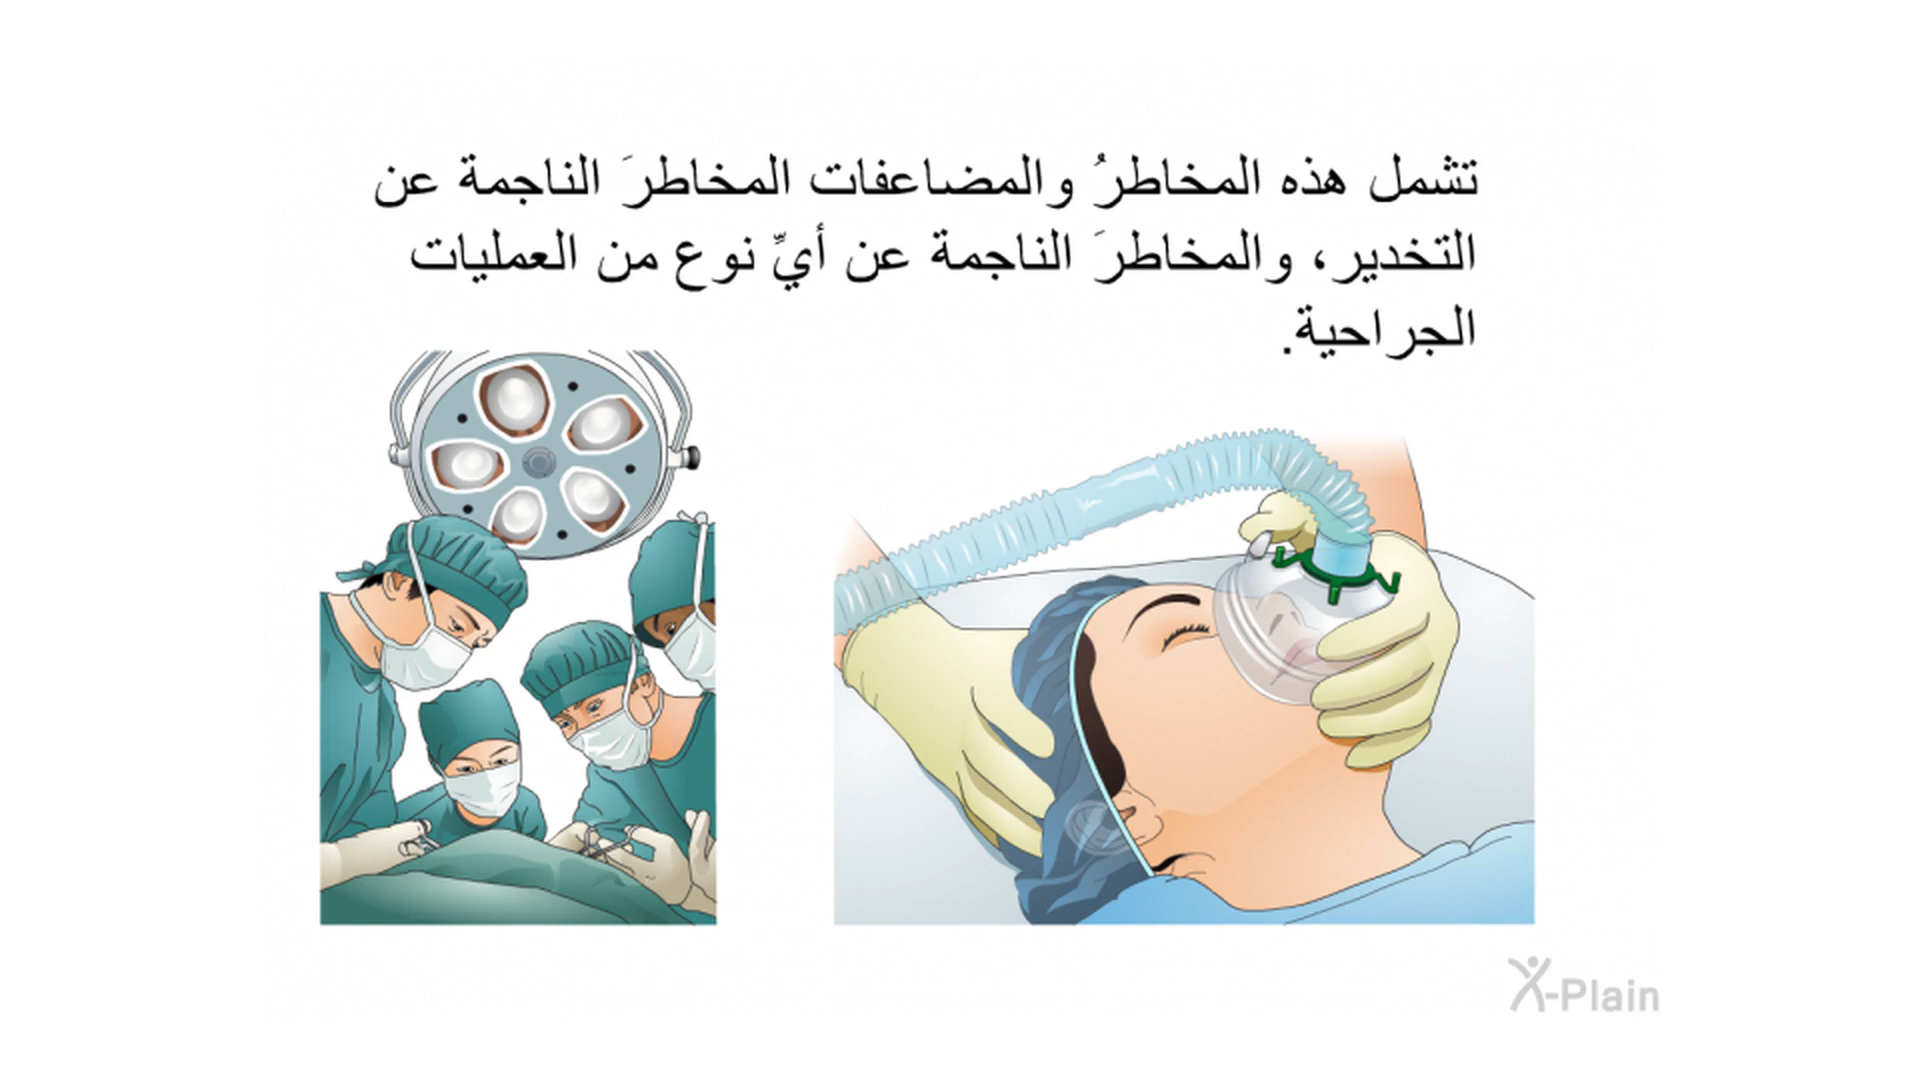 تشمل هذه المخاطرُ والمضاعفات المخاطرَ الناجمة عن
التخدير، والمخاطرَ الناجمة عن أيِّ نوع من العمليات
الجراحية.
X-Plain